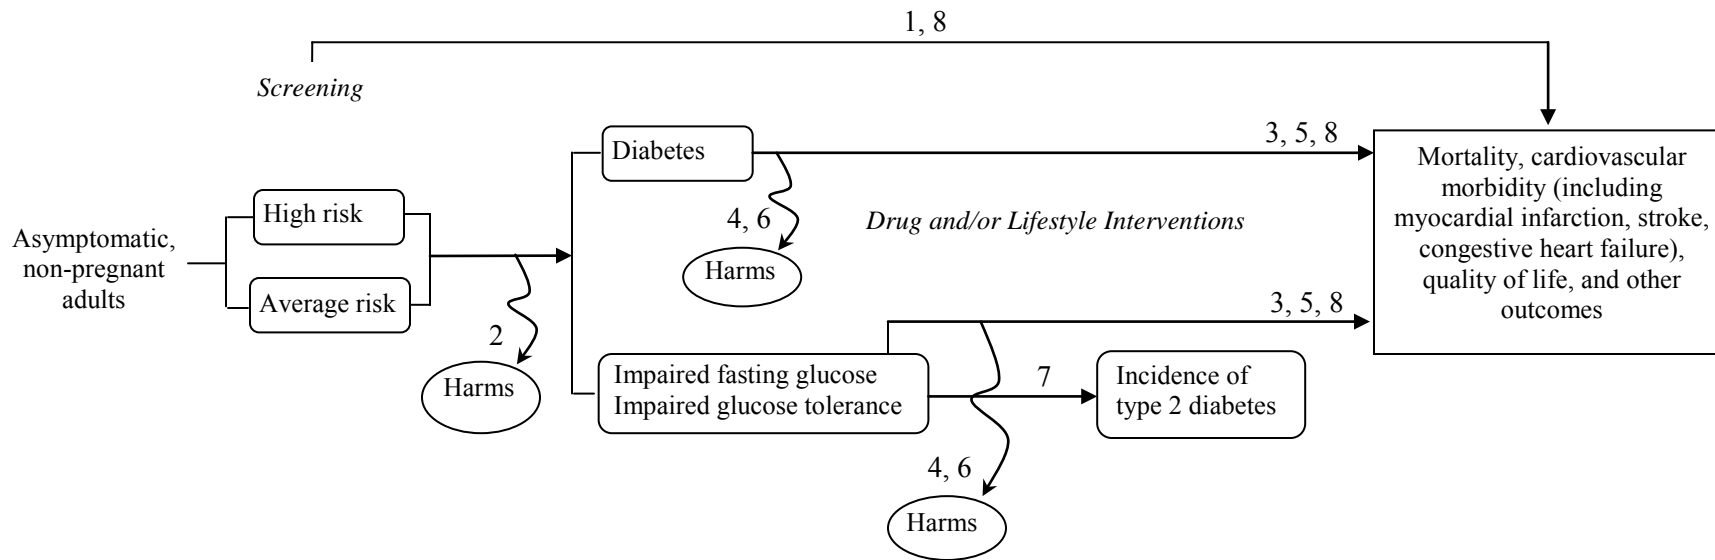 1, 8
Screening
Diabetes
3, 5, 8
Mortality, cardiovascular
morbidity (including
myocardial infarction, stroke,
congestive heart failure),
quality of life, and other
outcomes
High risk
Asymptomatic,
non-pregnant
adults
Average risk
4, 6
Harms
Drug and/or Lifestyle Interventions
2
Harms
3, 5, 8
Impaired fasting glucose
Impaired glucose tolerance
7
Incidence of
type 2 diabetes
4, 6
Harms